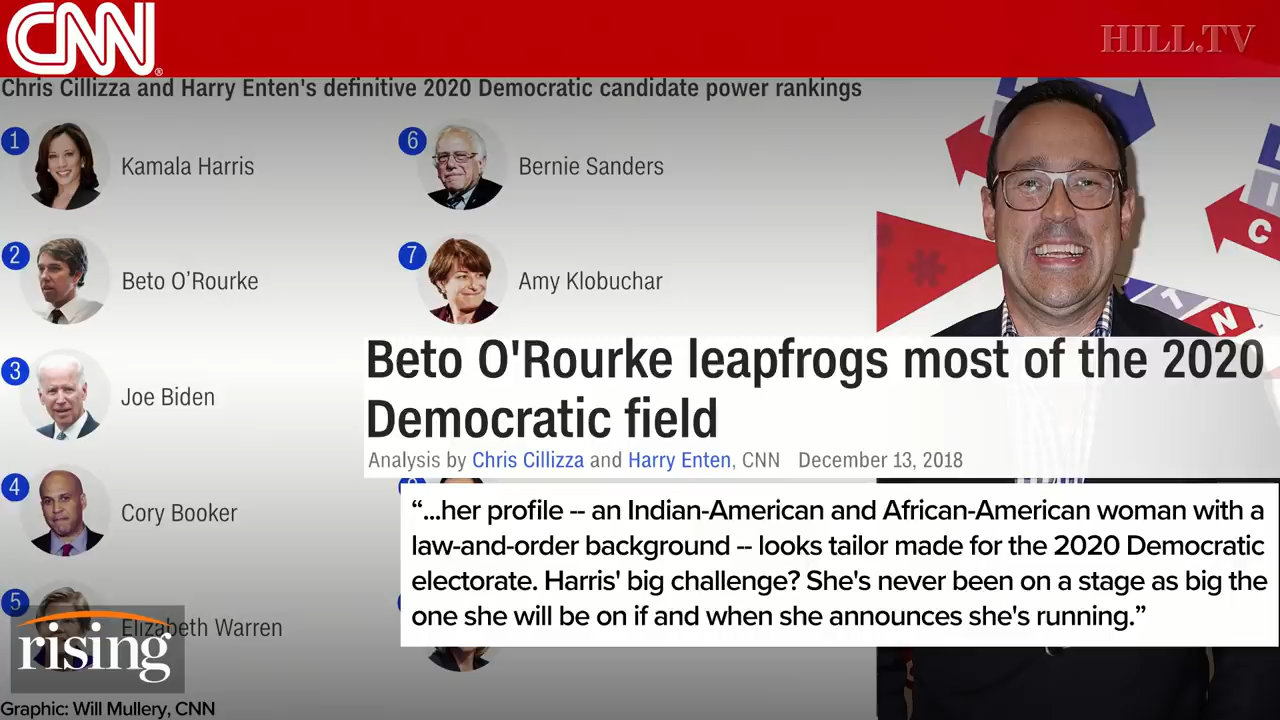 CNN
HILL.TV
Chris Cillizza and Harry Enten's definitive 2020 Democratic candidate power rankings
1
Kamala Harris
2
Beto O'Rourke
3
Joe Biden
4
Cory Booker
5
Elizabeth Warren
6
Bernie Sanders
7
Amy Klobuchar
Beto O'Rourke leapfrogs most of the 2020
Democratic field
Analysis by Chris Cillizza and Harry Enten, CNN December 13, 2018
“...her profile -- an Indian-American and African-American woman with a
law-and-order background -- looks tailor made for the 2020 Democratic
electorate. Harris' big challenge? She's never been on a stage as big the
one she will be on if and when she announces she's running.”
rising
Graphic: Will Mullery, CNN